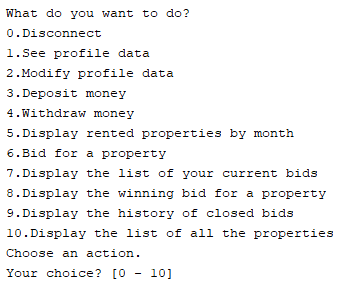 What do you want to do?
0.Disconnect
1.See profile data
2.Modify profile data
3.Deposit money
4.Withdraw money
5.Display rented properties by month
6.Bid for a property
7.Display the list of your current bids
8.Display the winning bid for a property
9.Display the history of closed bids
10.Display the list of all the properties
Choose an action.
Your choice? [0 - 10]